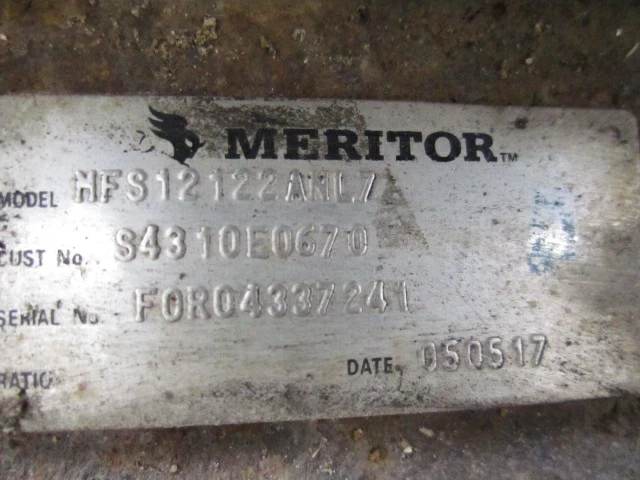 MERITOR™
MODEL MFS12122ANL7
CUST No. S4310E0670
SERIAL No. FOR04337241
RATIO
DATE 050517